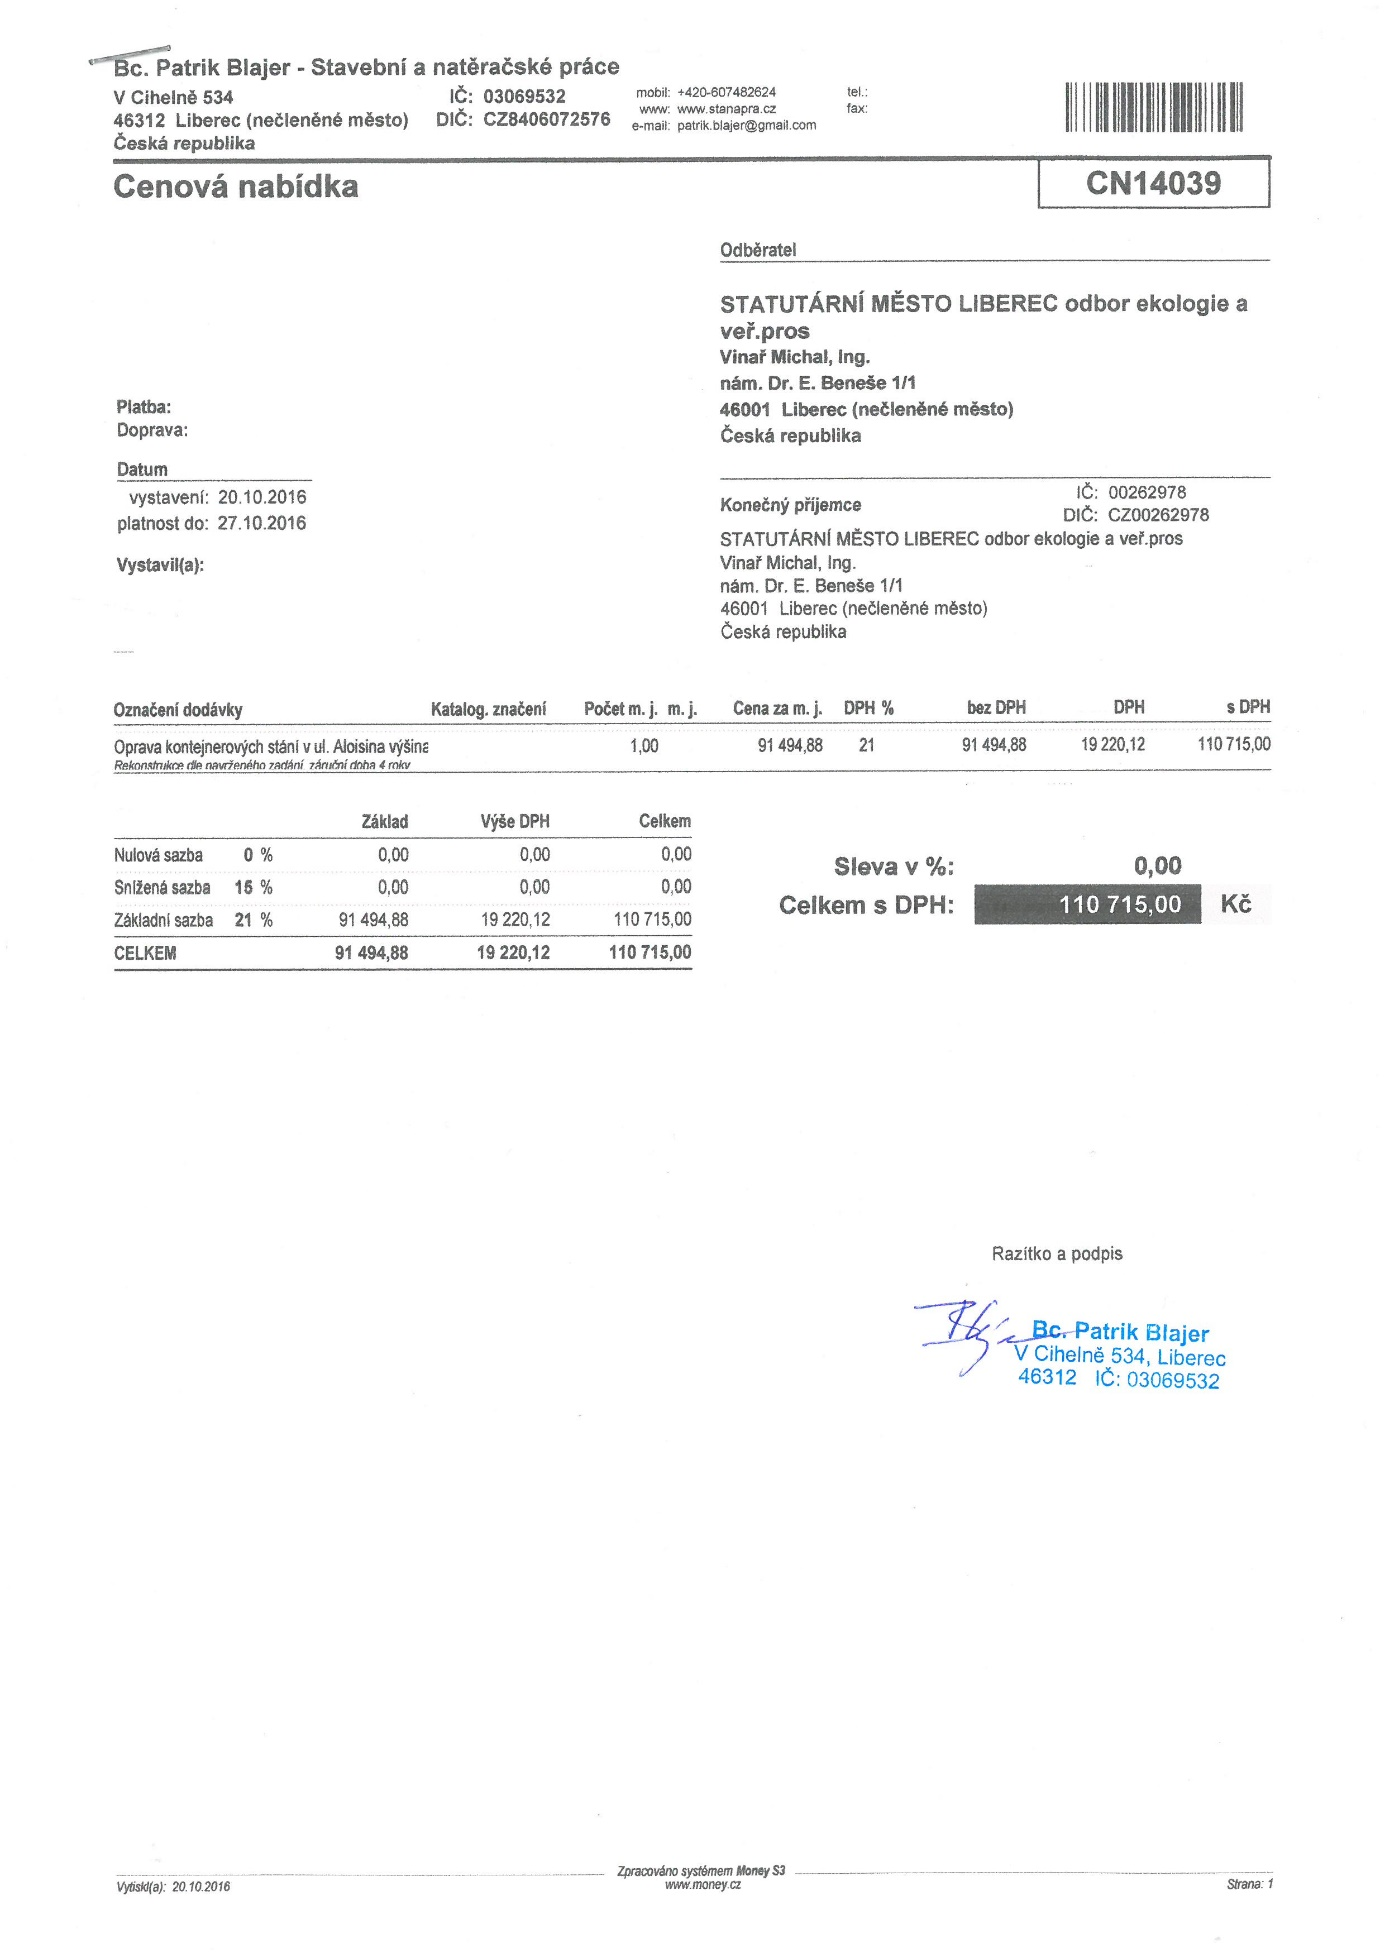 Bc. Patrik Blajer - Stavební a natěračské práce
V Cihelně 534 IČ: 03069532 mobil: +420-607482624 tel.:
46312 Liberec (nečleněné město) DIČ: CZ8406072576 www: www.stanapra.cz fax:
Česká republika e-mail: patrik.blajer@gmail.com
Cenová nabídka CN14039
Odběratel
STATUTÁRNÍ MĚSTO LIBEREC odbor ekologie a
veř.pros
Vinař Michal, Ing.
nám. Dr. E. Beneše 1/1
46001 Liberec (nečleněné město)
Česká republika
Platba:
Doprava:
Datum
vystavení: 20.10.2016
platnost do: 27.10.2016
Vystavil(a):
IČ: 00262978
Konečný příjemce DIČ: CZ00262978
STATUTÁRNÍ MĚSTO LIBEREC odbor ekologie a veř.pros
Vinař Michal, Ing.
nám. Dr. E. Beneše 1/1
46001 Liberec (nečleněné město)
Česká republika
Označení dodávky Katalog. značení Počet m. j. m. j. Cena za m. j. DPH % bez DPH DPH s DPH
Oprava kontejnerových stání v ul. Aloisina výšina 1,00 91 494,88 21 91 494,88 19 220,12 110 715,00
Rekonstrukce dle navrženého zadání záruční doba 4 roky
Základ Výše DPH Celkem
Nulová sazba 0 % 0,00 0,00 0,00
Snížená sazba 15 % 0,00 0,00 0,00
Základní sazba 21 % 91 494,88 19 220,12 110 715,00
CELKEM 91 494,88 19 220,12 110 715,00
Sleva v %: 0,00
Celkem s DPH: 110 715,00 Kč
Razítko a podpis
Bc. Patrik Blajer
V Cihelně 534, Liberec
46312 IČ: 03069532
Zpracováno systémem Money S3
www.money.cz
Vytiskl(a): 20.10.2016 Strana: 1